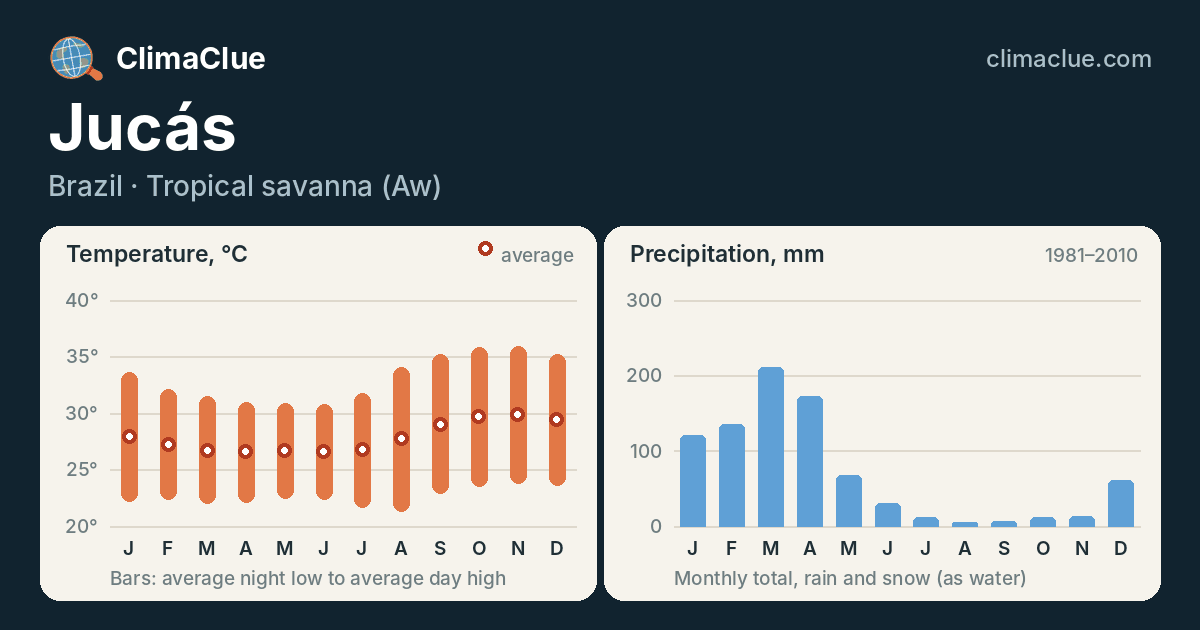 ClimaClue
climaclue.com
Jucás
Brazil · Tropical savanna (Aw)
Temperature, °C
average
40°
35°
30°
25°
20°
J F M A M J J A S O N D
Bars: average night low to average day high
Precipitation, mm
1981–2010
300
200
100
0
J F M A M J J A S O N D
Monthly total, rain and snow (as water)